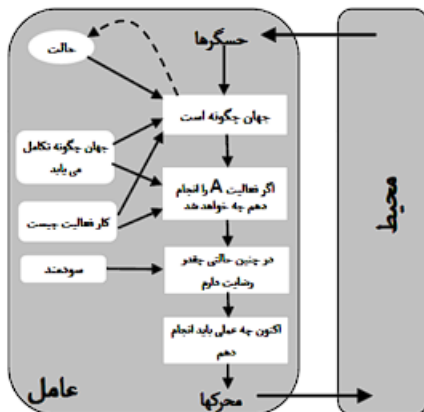 حسگرها
حالت
جهان چگونه است
جهان چگونه تکامل
می یابد
اگر فعالیت A را انجام
دهم چه خواهد شد
کار فعالیت چیست
در چنین حالتی چقدر
رضایت دارم
سودمند
اکنون چه عملی باید انجام
دهم
محرکها
عامل
محیط